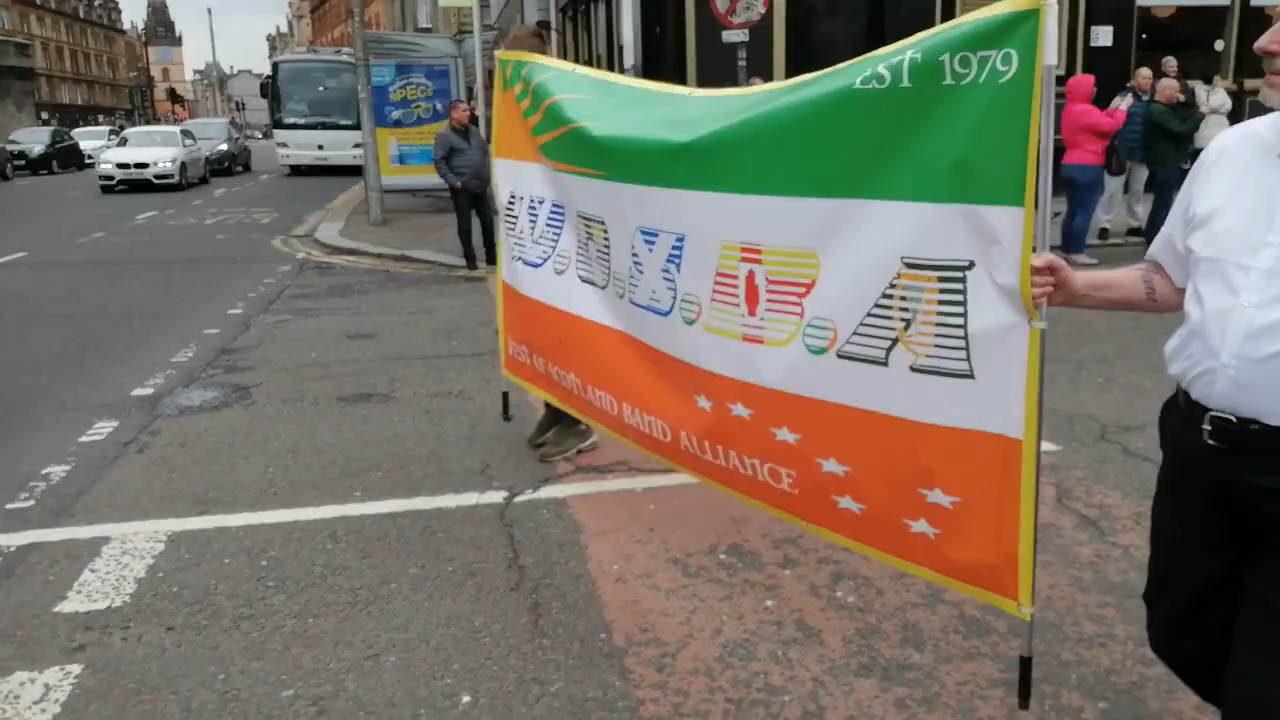 EST 1979
W.O.S.B.A
WEST OF SCOTLAND BAND ALLIANCE
SPECS